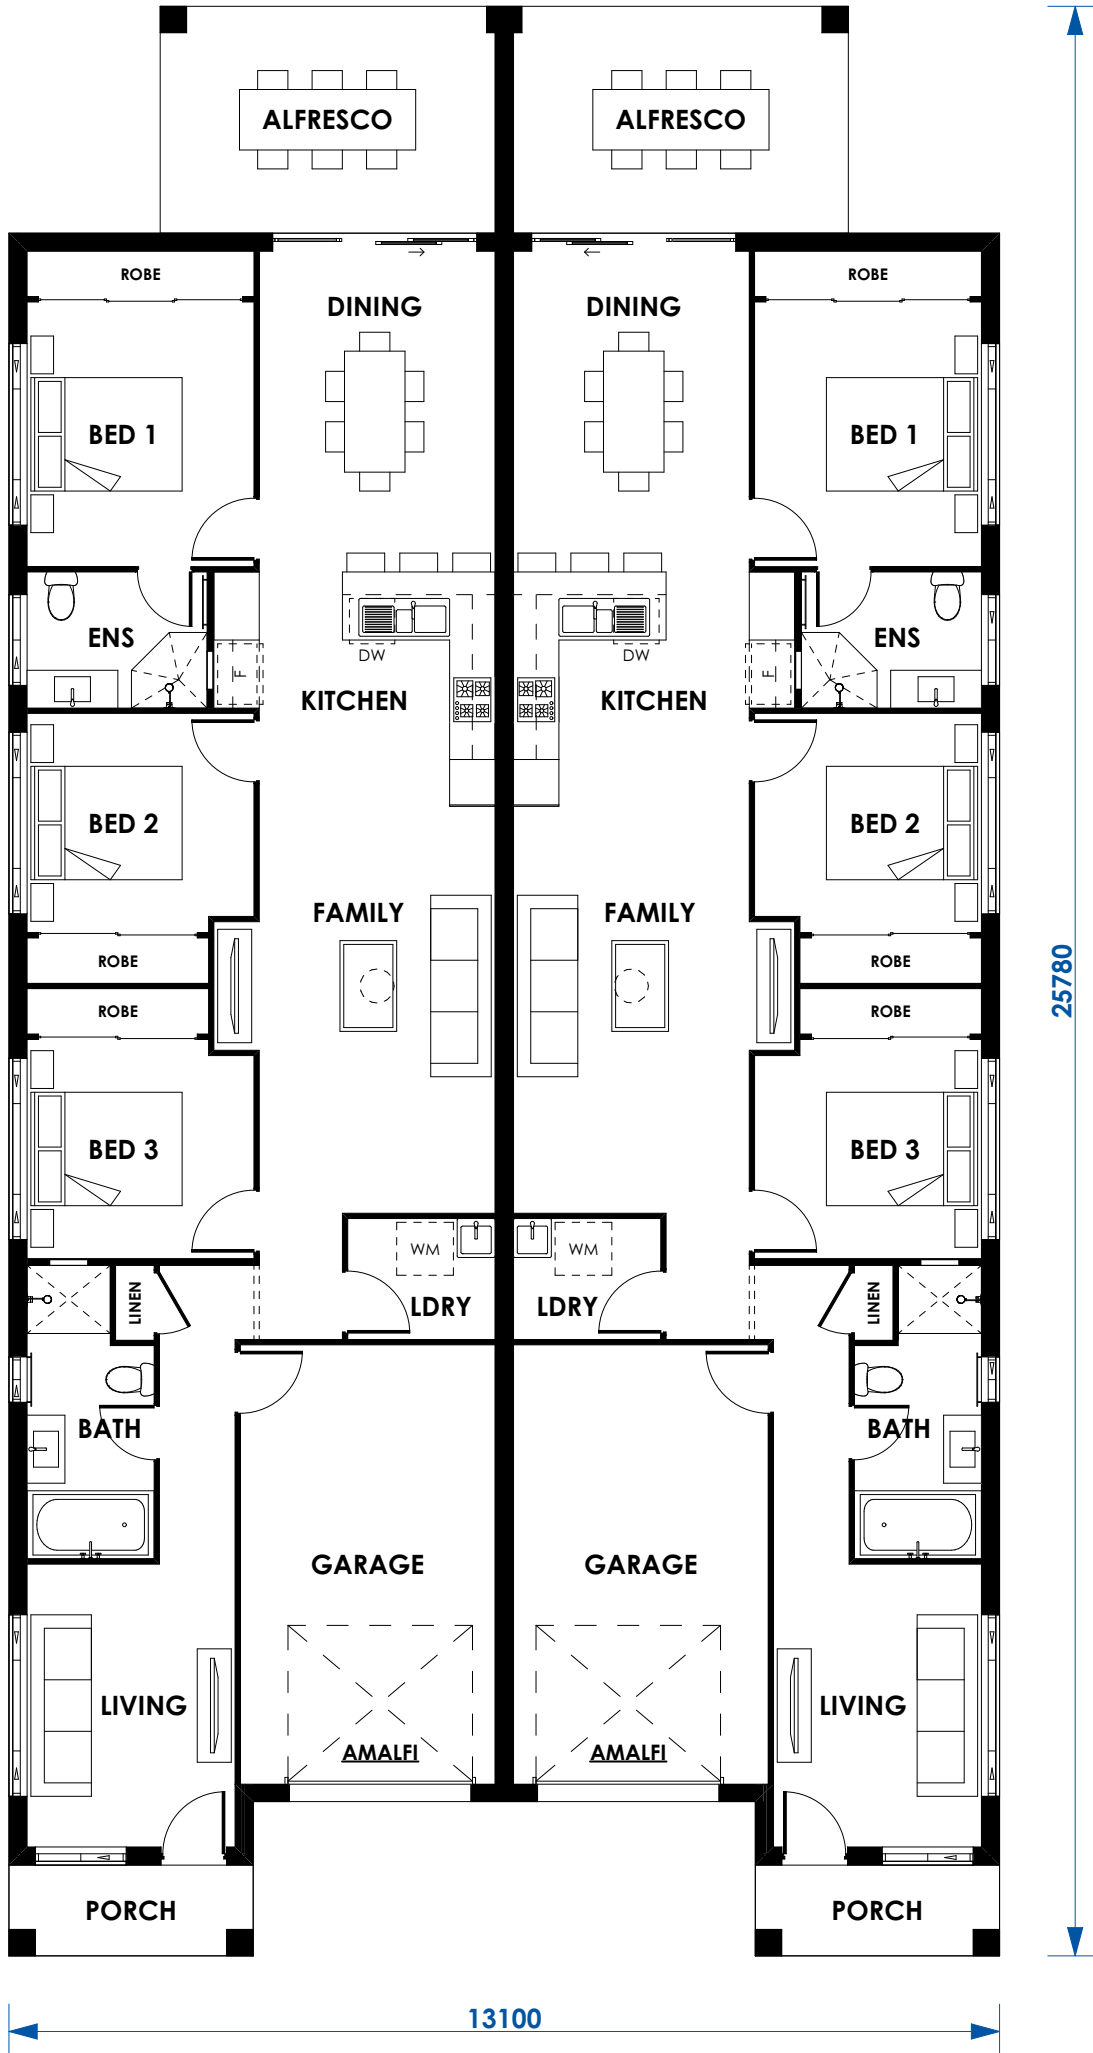 ALFRESCO ALFRESCO
ROBE ROBE
DINING DINING
BED 1 BED 1
ENS ENS
DW DW
F F
KITCHEN KITCHEN
BED 2 BED 2
FAMILY FAMILY
ROBE ROBE
25780
ROBE ROBE
BED 3 BED 3
WM WM
LINEN LDRY LDRY LINEN
BATH BATH
GARAGE GARAGE
LIVING LIVING
AMALFI AMALFI
PORCH PORCH
13100